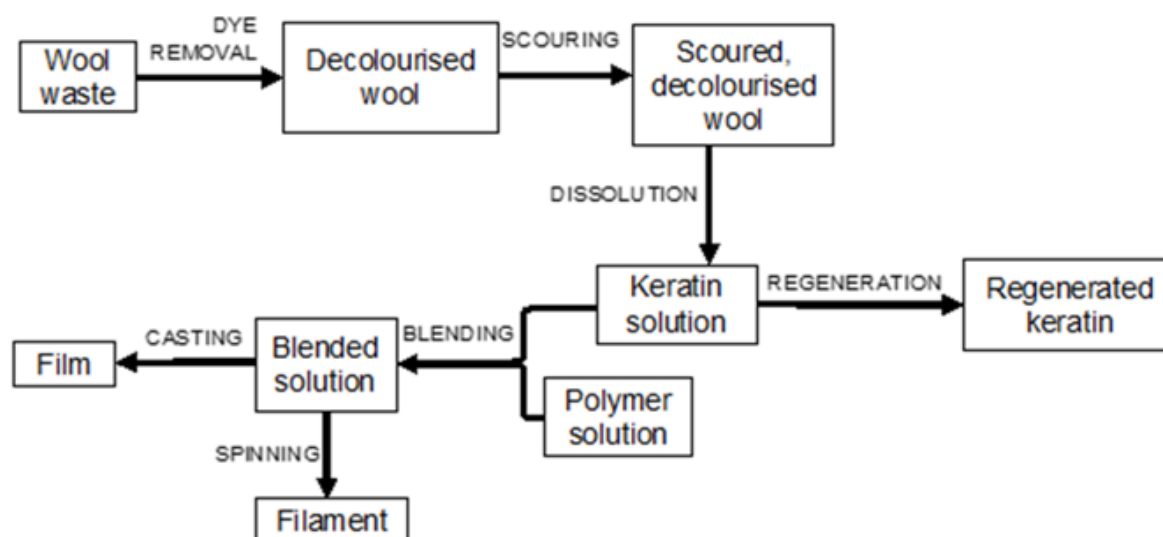 Wool
waste
DYE
REMOVAL
Decolourised
wool
SCOURING
Scoured,
decolourised
wool
DISSOLUTION
Keratin
solution
REGENERATION
Regenerated
keratin
Polymer
solution
BLENDING
Blended
solution
CASTING
Film
SPINNING
Filament